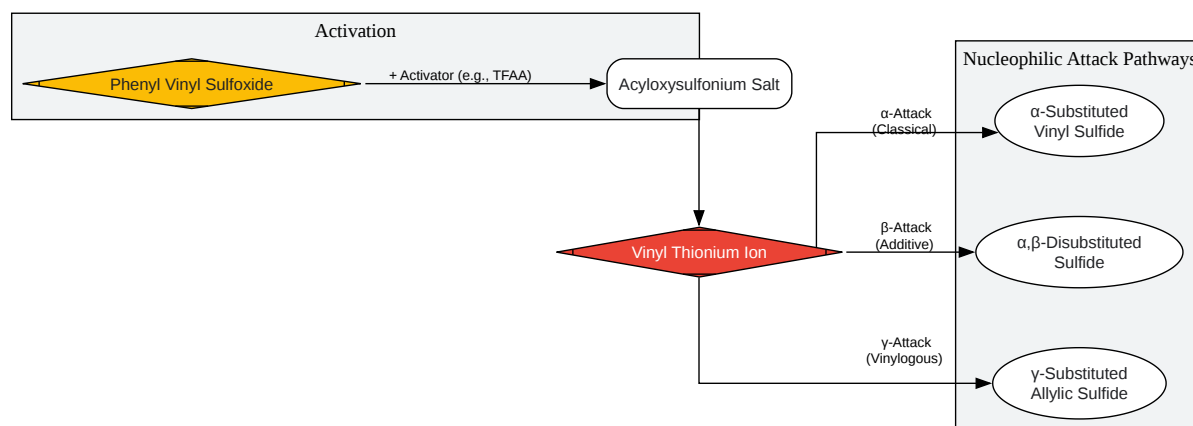 Activation
Phenyl Vinyl Sulfoxide
+ Activator (e.g., TFAA)
Acyloxysulfonium Salt
Nucleophilic Attack Pathways
α-Attack
(Classical)
α-Substituted
Vinyl Sulfide
Vinyl Thionium Ion
β-Attack
(Additive)
α,β-Disubstituted
Sulfide
γ-Attack
(Vinylogous)
γ-Substituted
Allylic Sulfide